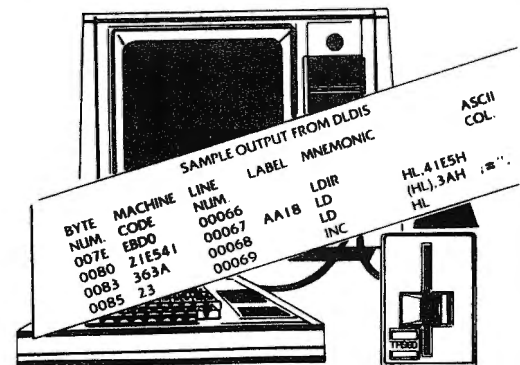 SAMPLE OUTPUT FROM DLDIS
BYTE MACHINE LINE LABEL MNEMONIC ASCII
NUM. CODE NUM. COL.
007E EBD0 00066 LDIR
0080 21E541 00067 AA18 LD HL,41E5H
0083 363A 00068 LD (HL),3AH
0085 23 00069 INC HL